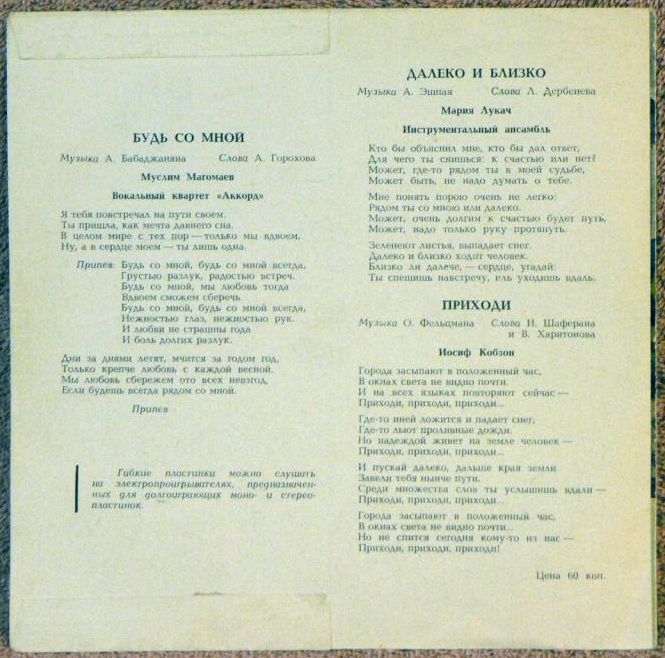 БУДЬ СО МНОЙ
Музыка А. Бабаджаняна Слова А. Горохова
Муслим Магомаев
Вокальный квартет «Аккорд»
Я тебя повстречал на пути своем.
Ты пришла, как мечта давнего сна.
В целом мире с тех пор — только мы вдвоем,
Ну, а в сердце моем — ты лишь одна.
Припев: Будь со мной, будь со мной всегда,
Грустью разлук, радостью встреч.
Будь со мной, мы любовь тогда
Вдвоем сможем сберечь.
Будь со мной, будь со мной всегда,
Нежностью глаз, нежностью рук.
И любви не страшны года
И боль долгих разлук.
Дни за днями летят, мчится за годом год,
Только крепче любовь с каждой весной.
Мы любовь сбережем ото всех невзгод,
Если будешь всегда рядом со мной.
Припев
Гибкие пластинки можно слушать
на электропроигрывателях, предназначен-
ных для долгоиграющих моно- и стерео-
пластинок.
ДАЛЕКО И БЛИЗКО
Музыка А. Эшпая Слова Л. Дербенева
Мария Лукач
Инструментальный ансамбль
Кто бы объяснил мне, кто бы дал ответ,
Для чего ты снишься: к счастью или нет?
Может, где-то рядом ты в моей судьбе,
Может быть, не надо думать о тебе.
Мне понять порою очень не легко:
Рядом ты со мною или далеко.
Может, очень долгим к счастью будет путь,
Может, надо только руку протянуть.
Зеленеют листья, выпадает снег.
Далеко и близко ходит человек.
Близко ли далече, — сердце, угадай:
Ты спешишь навстречу, иль уходишь вдаль.
ПРИХОДИ
Музыка О. Фельцмана Слова И. Шаферана
и В. Харитонова
Иосиф Кобзон
Города засыпают в положенный час,
В окнах света не видно почти.
И на всех языках повторяют сейчас —
Приходи, приходи, приходи...
Где-то иней ложится и падает снег,
Где-то льют проливные дожди.
Но надеждой живет на земле человек —
Приходи, приходи, приходи...
И пускай далеко, дальше края земли
Завели тебя нынче пути.
Среди множества слов ты услышишь вдали —
Приходи, приходи, приходи...
Города засыпают в положенный час,
В окнах света не видно почти...
Но не спится сегодня кому-то из нас —
Приходи, приходи, приходи!
Цена 60 коп.